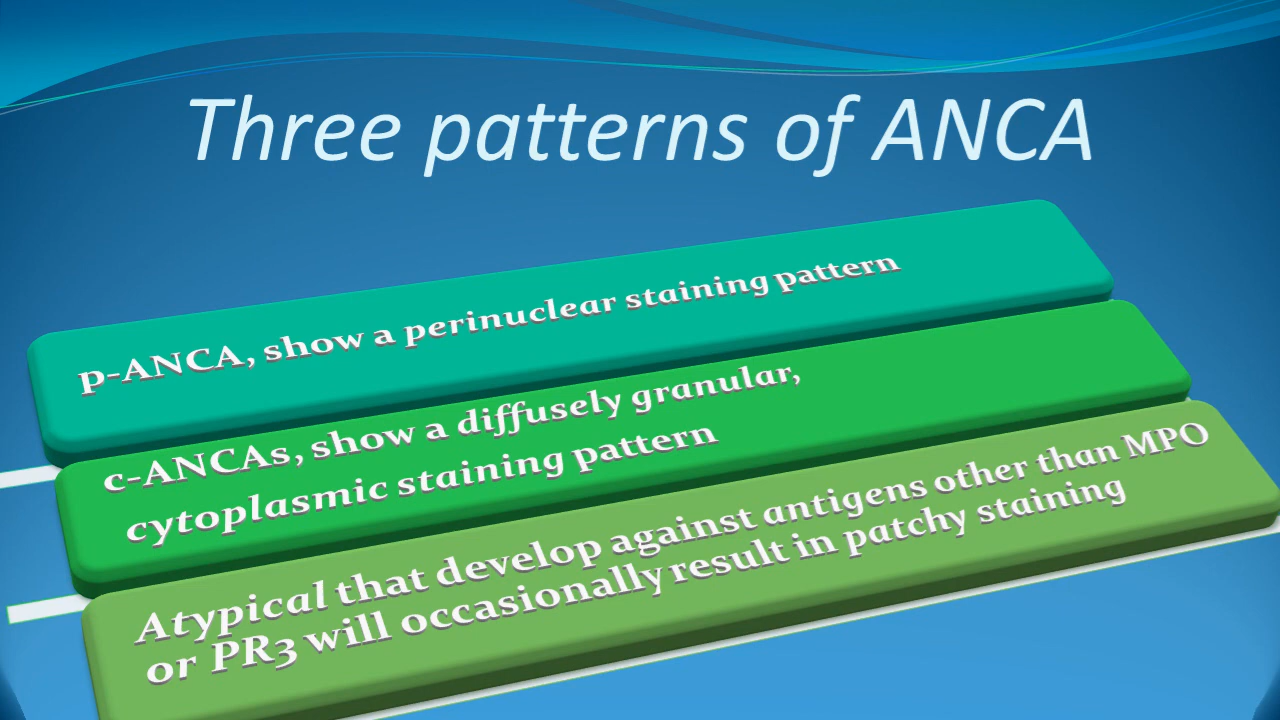 Three patterns of ANCA
p-ANCA, show a perinuclear staining pattern
c-ANCAs, show a diffusely granular,
cytoplasmic staining pattern
Atypical that develop against antigens other than MPO
or PR3 will occasionally result in patchy staining